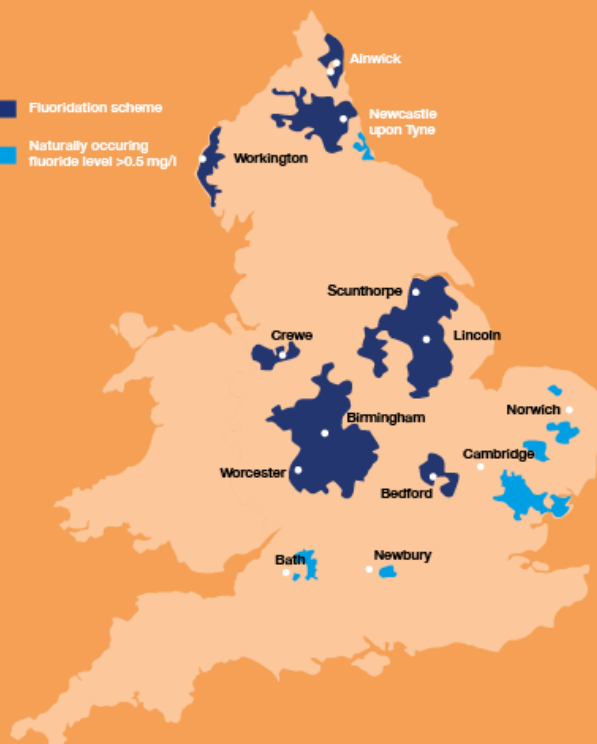 Alnwick
Fluoridation scheme
Newcastle
upon Tyne
Naturally occuring
fluoride level >0.5 mg/l
Workington
Scunthorpe
Crewe
Lincoln
Norwich
Birmingham
Cambridge
Worcester
Bedford
Bath
Newbury